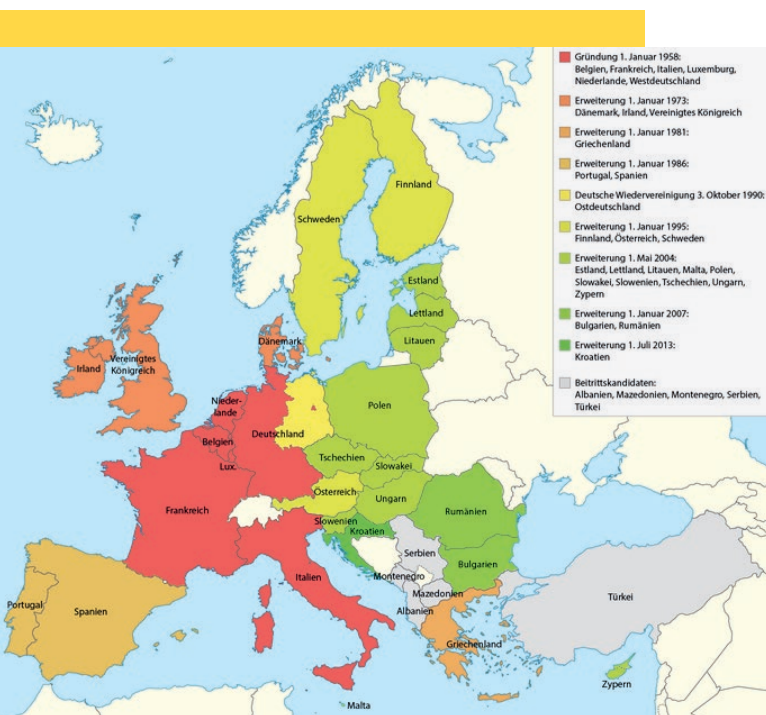 Gründung 1. Januar 1958:
Belgien, Frankreich, Italien, Luxemburg,
Niederlande, Westdeutschland
Erweiterung 1. Januar 1973:
Dänemark, Irland, Vereinigtes Königreich
Erweiterung 1. Januar 1981:
Griechenland
Erweiterung 1. Januar 1986:
Portugal, Spanien
Deutsche Wiedervereinigung 3. Oktober 1990:
Ostdeutschland
Erweiterung 1. Januar 1995:
Finnland, Österreich, Schweden
Erweiterung 1. Mai 2004:
Estland, Lettland, Litauen, Malta, Polen,
Slowakei, Slowenien, Tschechien, Ungarn,
Zypern
Erweiterung 1. Januar 2007:
Bulgarien, Rumänien
Erweiterung 1. Juli 2013:
Kroatien
Beitrittskandidaten:
Albanien, Mazedonien, Montenegro, Serbien,
Türkei
Finnland
Schweden
Estland
Lettland
Litauen
Dänemark
Irland
Vereinigtes
Königreich
Nieder-
lande
Belgien
Lux.
Deutschland
Polen
Tschechien
Slowakei
Österreich
Ungarn
Rumänien
Frankreich
Slowenien
Kroatien
Serbien
Bulgarien
Montenegro
Mazedonien
Albanien
Italien
Portugal
Spanien
Türkei
Griechenland
Zypern
Malta